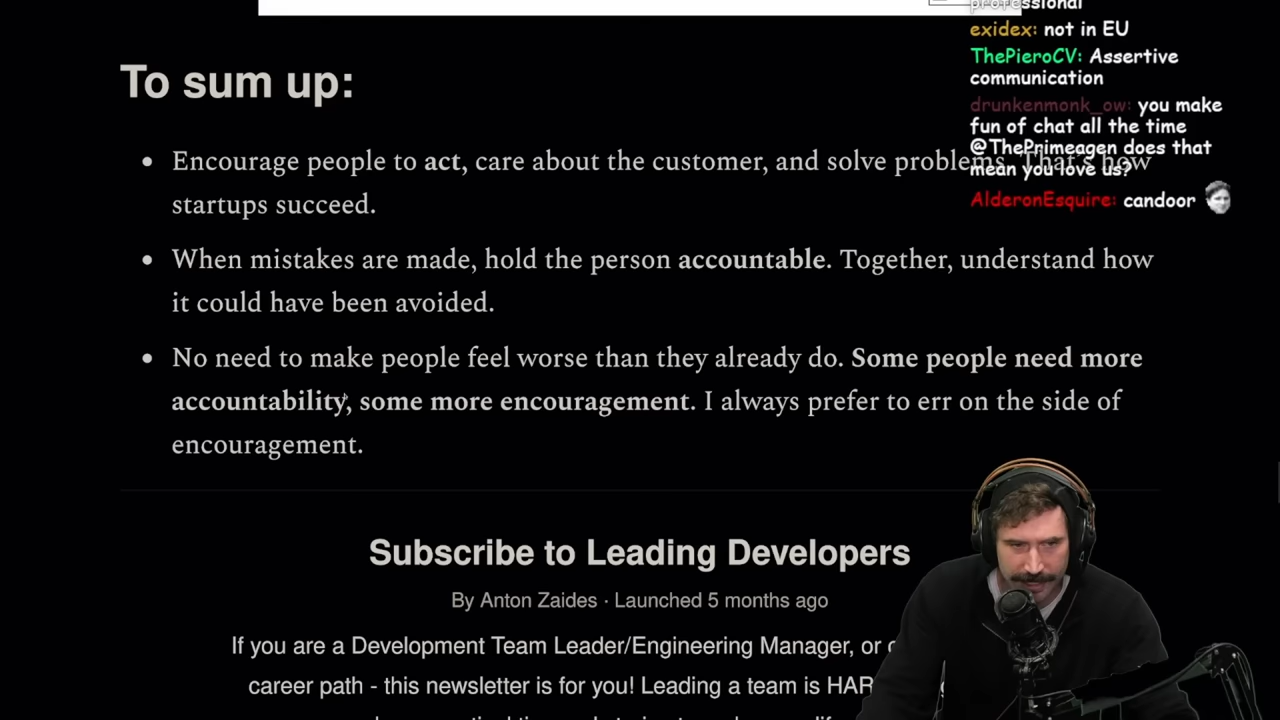 professional
exidex: not in EU
ThePieroCV: Assertive
communication
drunkenmonk_ow: you make
fun of chat all the time
@ThePrimeagen does that
mean you love us?
AlderonEsquire: candoor
To sum up:
• Encourage people to act, care about the customer, and solve problems. That's how
startups succeed.
• When mistakes are made, hold the person accountable. Together, understand how
it could have been avoided.
• No need to make people feel worse than they already do. Some people need more
accountability, some more encouragement. I always prefer to err on the side of
encouragement.
Subscribe to Leading Developers
By Anton Zaides · Launched 5 months ago
If you are a Development Team Leader/Engineering Manager, or
career path - this newsletter is for you! Leading a team is HAR